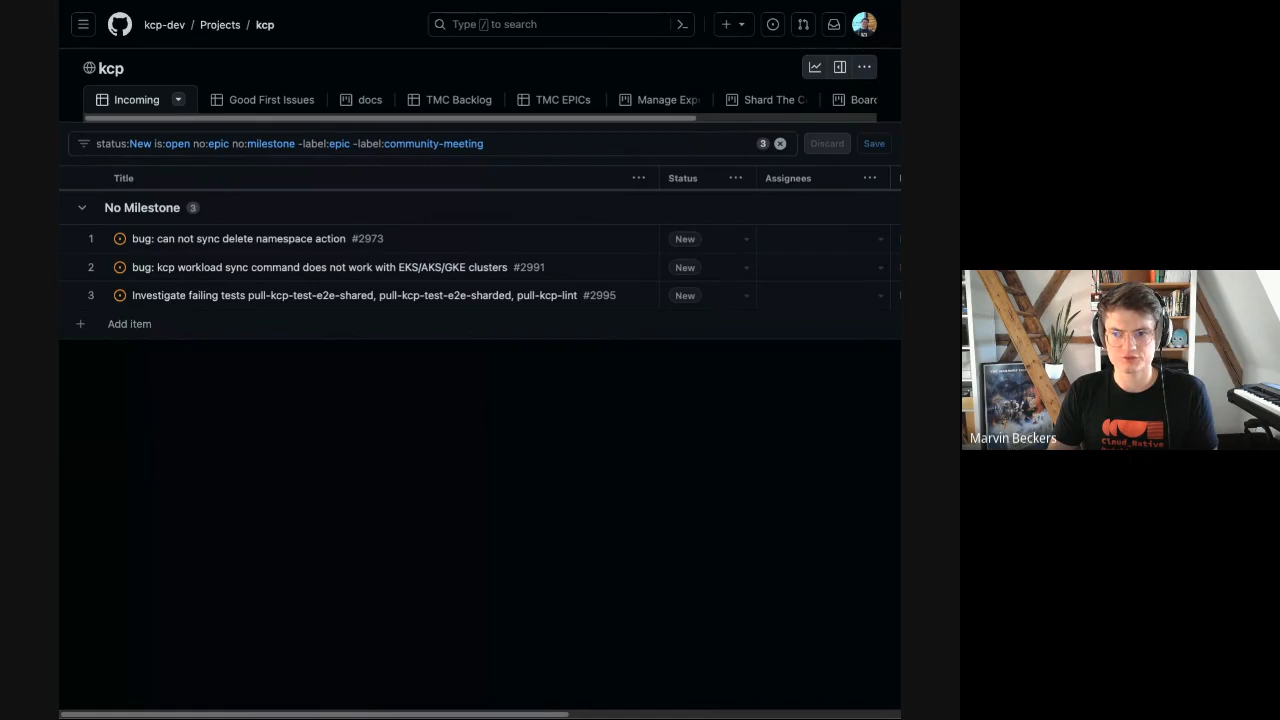 kcp-dev / Projects / kcp
Type / to search
kcp
Incoming
Good First Issues
docs
TMC Backlog
TMC EPICs
Manage Exp
Shard The C
Board
status:New is:open no:epic no:milestone -label:epic -label:community-meeting
3
Discard
Save
Title
Status
Assignees
No Milestone 3
1 bug: can not sync delete namespace action #2973 New
2 bug: kcp workload sync command does not work with EKS/AKS/GKE clusters #2991 New
3 Investigate failing tests pull-kcp-test-e2e-shared, pull-kcp-test-e2e-sharded, pull-kcp-lint #2995 New
+ Add item
Cloud_Native
Marvin Beckers